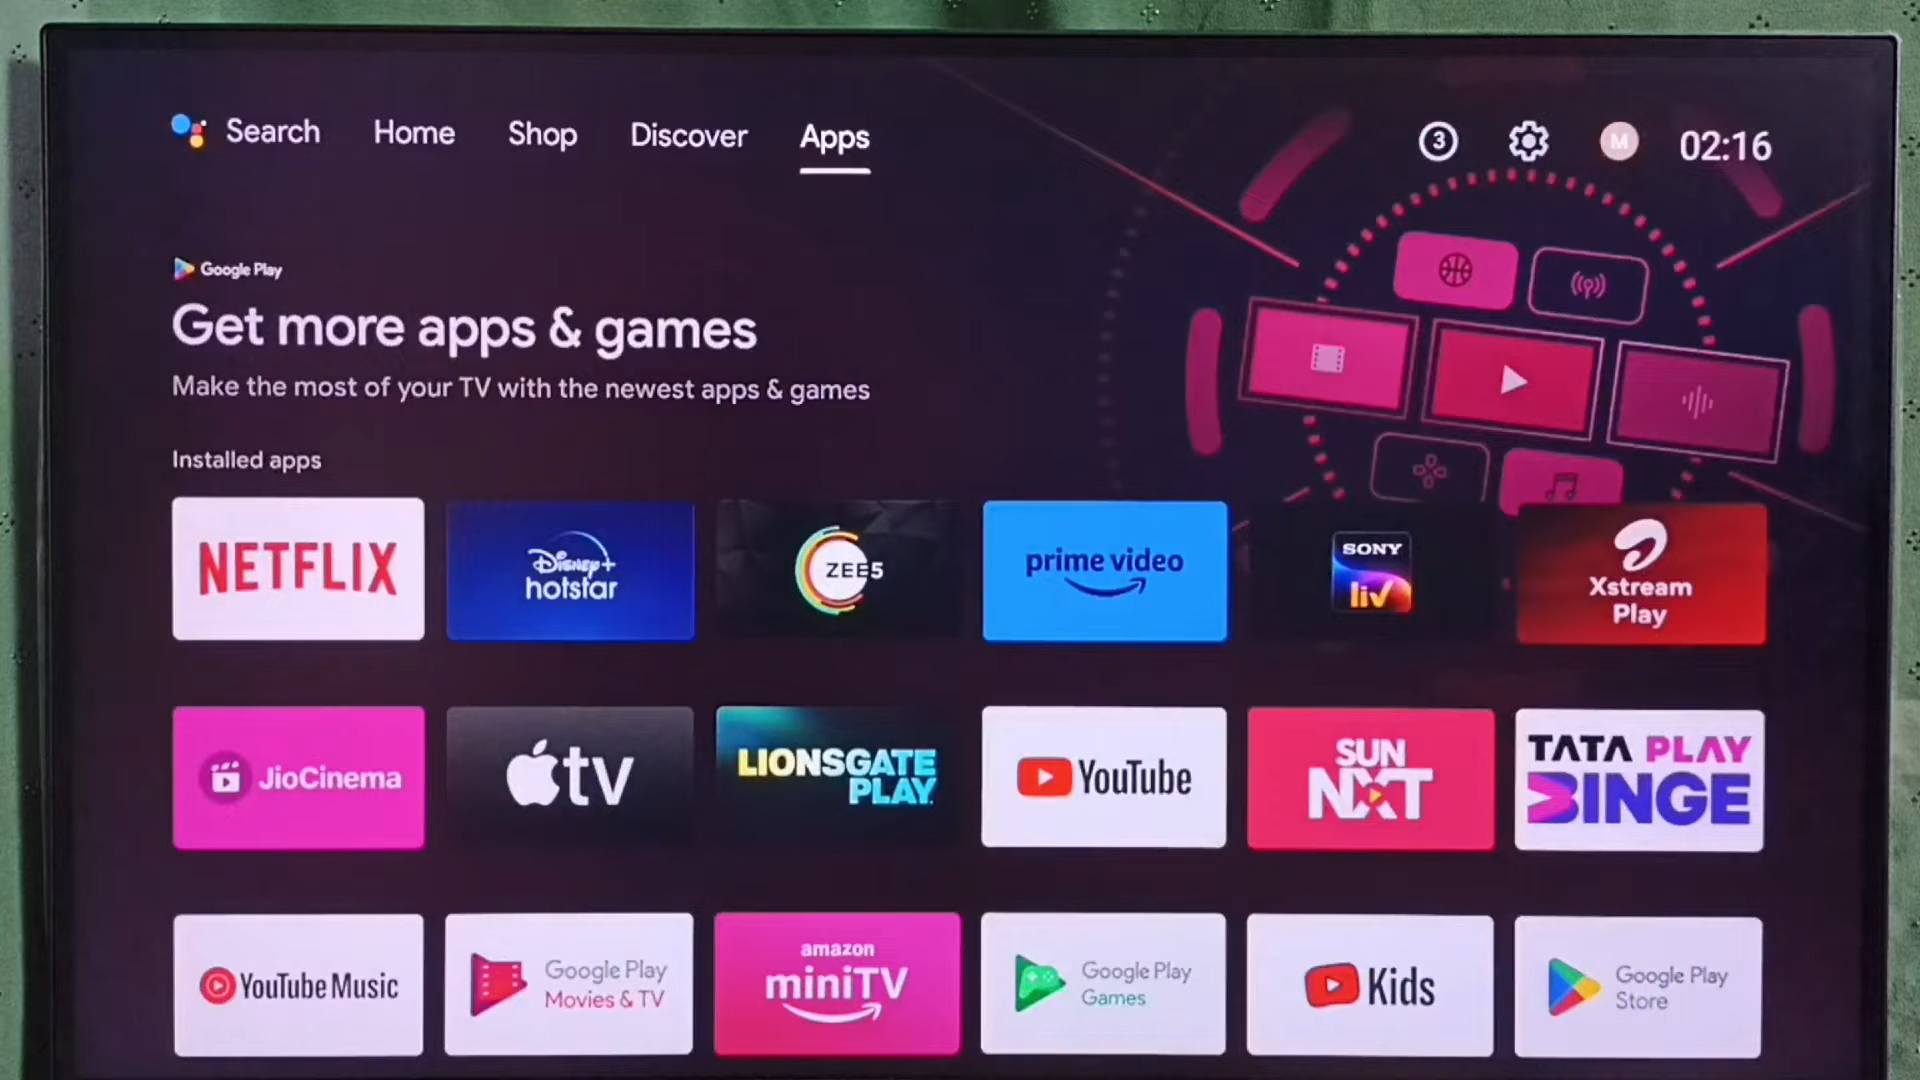 Search Home Shop Discover Apps
3 M 02:16
Google Play
Get more apps & games
Make the most of your TV with the newest apps & games
Installed apps
NETFLIX
Disney+
hotstar
ZEE5
prime video
SONY
liv
Xstream
Play
JioCinema
tv
LIONSGATE
PLAY
YouTube
SUN
NXT
TATA PLAY
BINGE
YouTube Music
Google Play
Movies & TV
amazon
miniTV
Google Play
Games
Kids
Google Play
Store